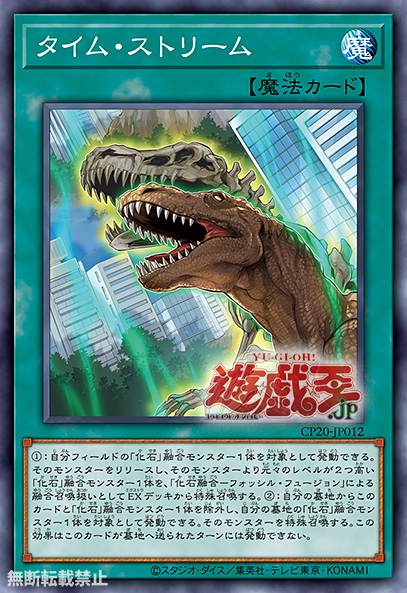 タイム・ストリーム
魔
【魔法カード】
YU-GI-OH!
遊戯王
.jp
CP20-JP012
①：自分フィールドの「化石」融合モンスター１体を対象として発動できる。
そのモンスターをリリースし、そのモンスターより元々のレベルが２つ高い
「化石」融合モンスター１体を、「化石融合－フォッシル・フュージョン」による
融合召喚扱いとしてＥＸデッキから特殊召喚する。②：自分の墓地からこ
のカードと「化石」融合モンスター１体を除外し、自分の墓地の「化石」融合モ
ンスター１体を対象として発動できる。そのモンスターを特殊召喚する。この
効果はこのカードが墓地へ送られたターンには発動できない。
無断転載禁止
©スタジオ・ダイス／集英社・テレビ東京・KONAMI